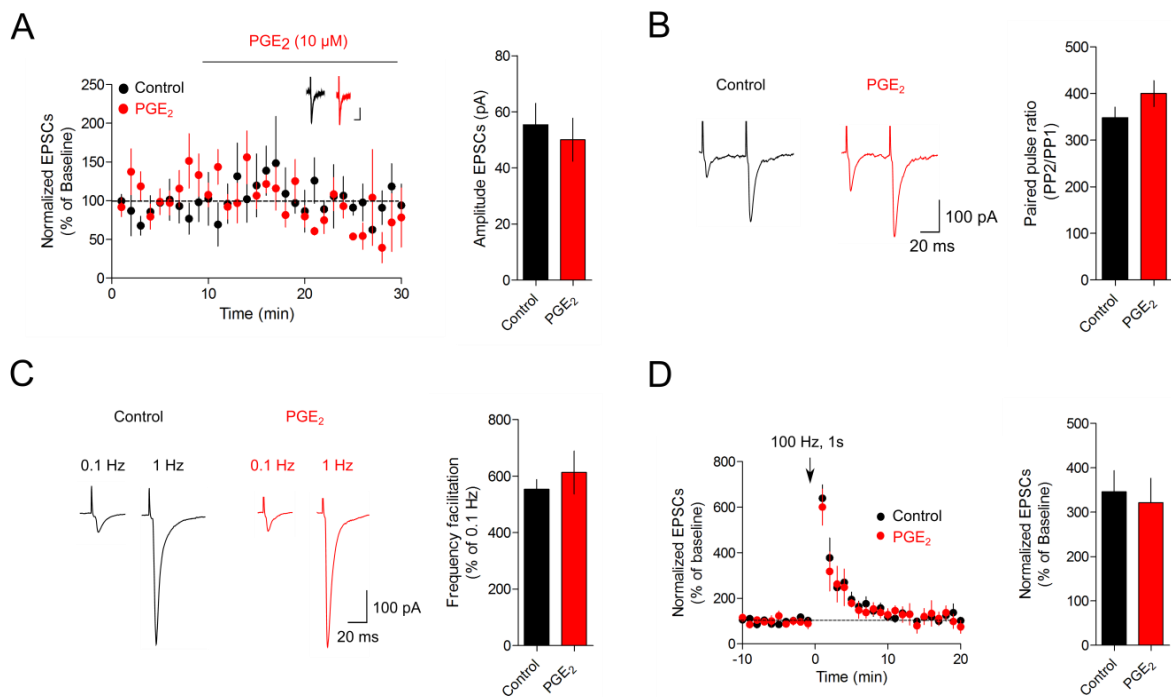 A
PGE2 (10 µM)
Control
PGE2
Normalized EPSCs
(% of Baseline)
250
200
150
100
50
0
0
10
20
30
Time (min)
Amplitude EPSCs (pA)
80
60
40
20
0
Control
PGE2
B
Control
PGE2
100 pA
20 ms
Paired pulse ratio
(PP2/PP1)
500
400
300
200
100
0
Control
PGE2
C
Control
PGE2
0.1 Hz
1 Hz
0.1 Hz
1 Hz
100 pA
20 ms
Frequency facilitation
(% of 0.1 Hz)
800
600
400
200
0
Control
PGE2
D
100 Hz, 1s
Control
PGE2
Normalized EPSCs
(% of baseline)
800
600
400
200
0
-10
0
10
20
Time (min)
Normalized EPSCs
(% of Baseline)
500
400
300
200
100
0
Control
PGE2